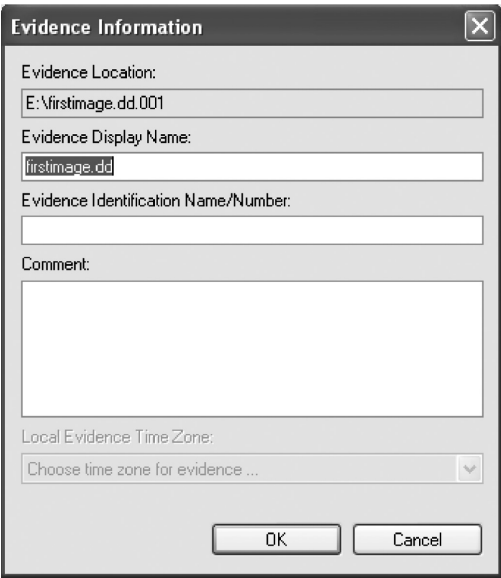 Evidence Information
Evidence Location:
E:\firstimage.dd.001
Evidence Display Name:
firstimage.dd
Evidence Identification Name/Number:
Comment:
Local Evidence Time Zone:
Choose time zone for evidence ...
OK Cancel